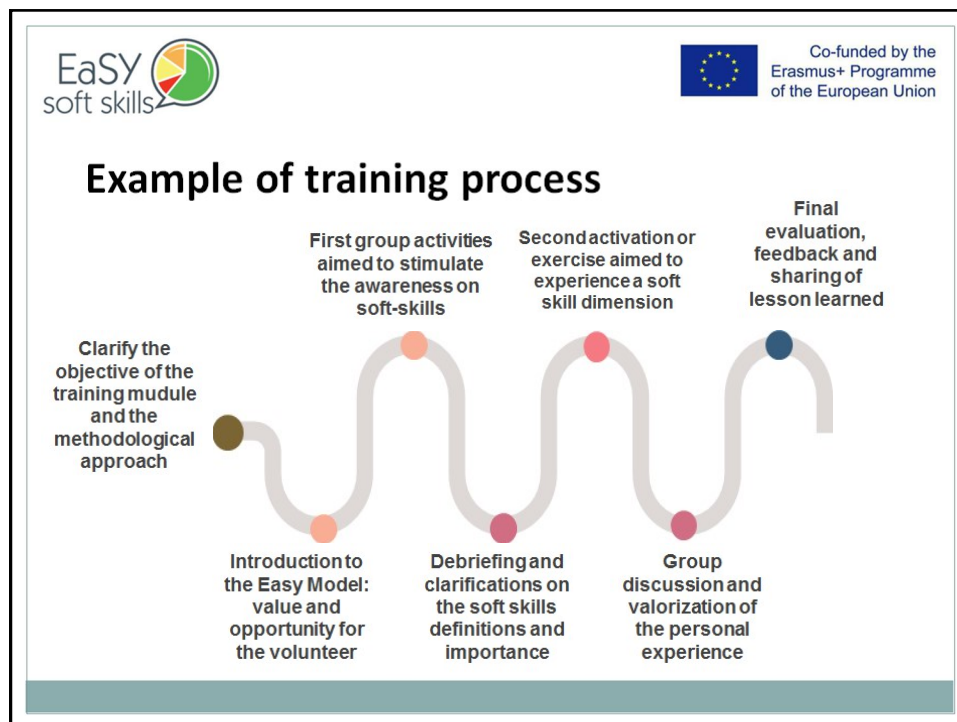 EaSY
soft skills
Co-funded by the
Erasmus+ Programme
of the European Union
Example of training process
Clarify the
objective of the
training mudule
and the
methodological
approach
Introduction to
the Easy Model:
value and
opportunity for
the volunteer
First group activities
aimed to stimulate
the awareness on
soft-skills
Debriefing and
clarifications on
the soft skills
definitions and
importance
Second activation or
exercise aimed to
experience a soft
skill dimension
Group
discussion and
valorization of
the personal
experience
Final
evaluation,
feedback and
sharing of
lesson learned